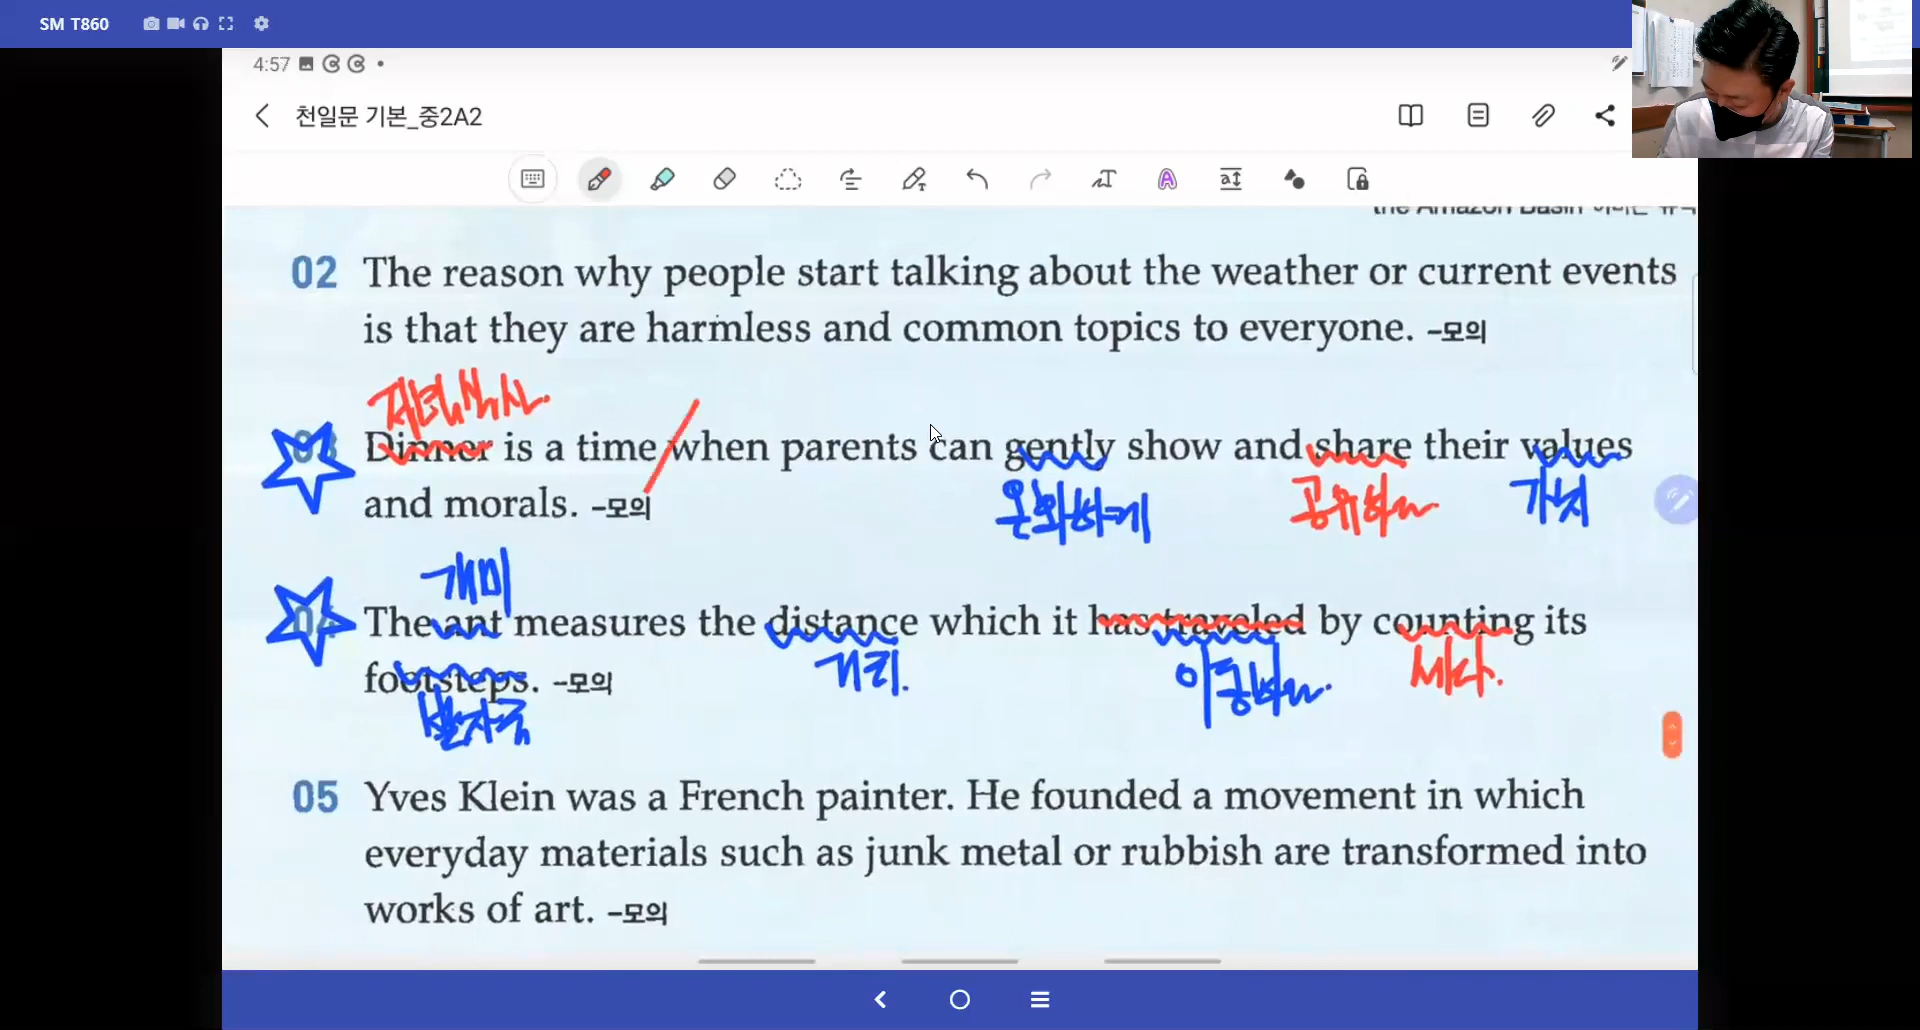 SM T860
4:57
천일문 기본_중2A2
the Amazon Basin
02 The reason why people start talking about the weather or current events
is that they are harmless and common topics to everyone. –모의
저녁식사.
03 Dinner is a time when parents can gently show and share their values
and morals. –모의
온화하게 공유하다 가치
개미
04 The ant measures the distance which it has traveled by counting its
거리. 이동하다. 세다.
footsteps. –모의
발자국
05 Yves Klein was a French painter. He founded a movement in which
everyday materials such as junk metal or rubbish are transformed into
works of art. –모의